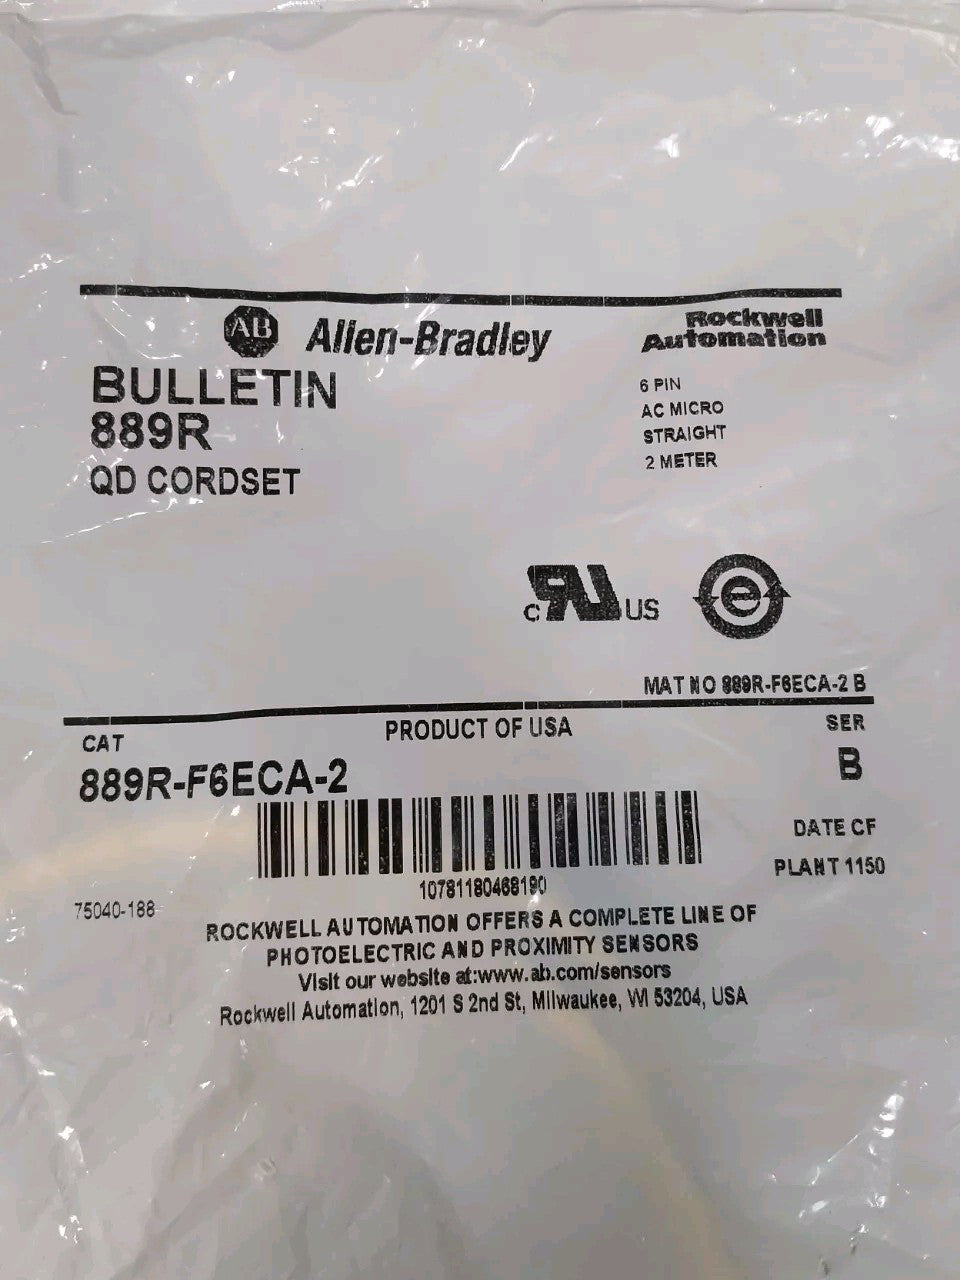 AB Allen-Bradley
Rockwell
Automation
BULLETIN
889R
QD CORDSET
6 PIN
AC MICRO
STRAIGHT
2 METER
c RU US
e
MAT NO 889R-F6ECA-2 B
CAT
PRODUCT OF USA
SER
889R-F6ECA-2
B
DATE CF
PLANT 1150
10781180468190
75040-188
ROCKWELL AUTOMATION OFFERS A COMPLETE LINE OF
PHOTOELECTRIC AND PROXIMITY SENSORS
Visit our website at:www.ab.com/sensors
Rockwell Automation, 1201 S 2nd St, Milwaukee, WI 53204, USA